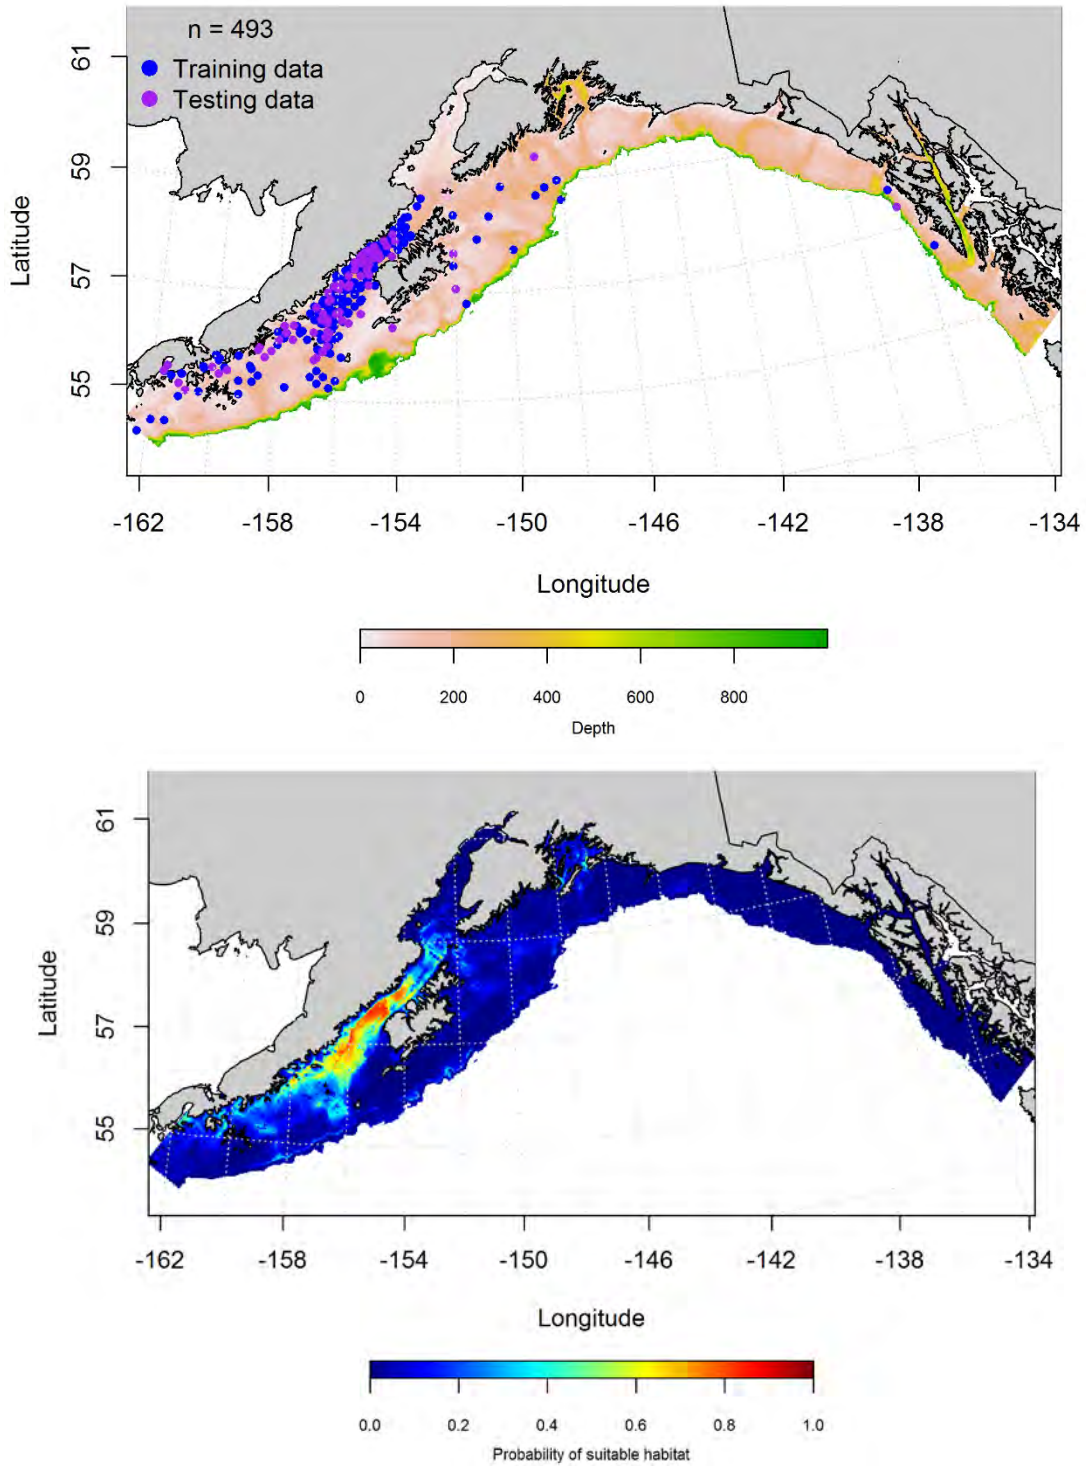 n = 493
Training data
Testing data
61
59
57
55
Latitude
-162 -158 -154 -150 -146 -142 -138 -134
Longitude
0 200 400 600 800
Depth
61
59
57
55
Latitude
-162 -158 -154 -150 -146 -142 -138 -134
Longitude
0.0 0.2 0.4 0.6 0.8 1.0
Probability of suitable habitat